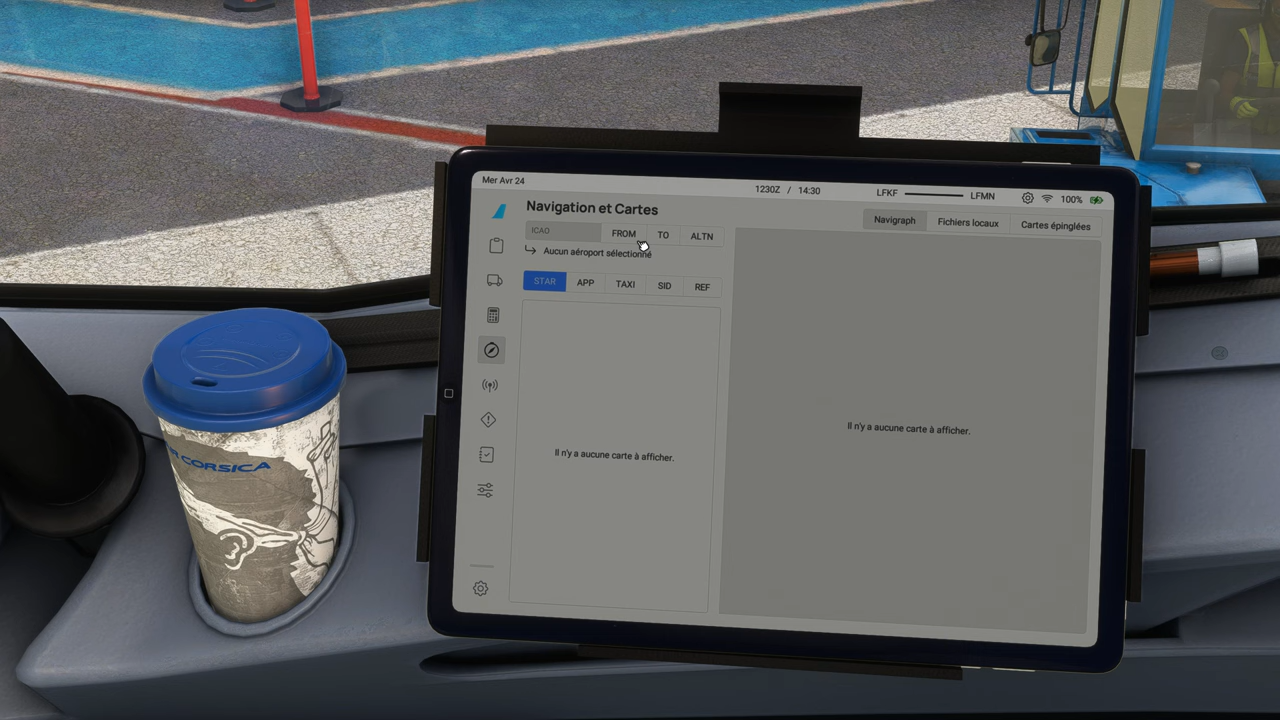 Mer Avr 24
1230Z / 14:30
LFKF
LFMN
100%
Navigation et Cartes
Navigraph
Fichiers locaux
Cartes épinglées
ICAO
FROM
TO
ALTN
Aucun aéroport sélectionné
STAR
APP
TAXI
SID
REF
Il n'y a aucune carte à afficher.
Il n'y a aucune carte à afficher.
CORSICA